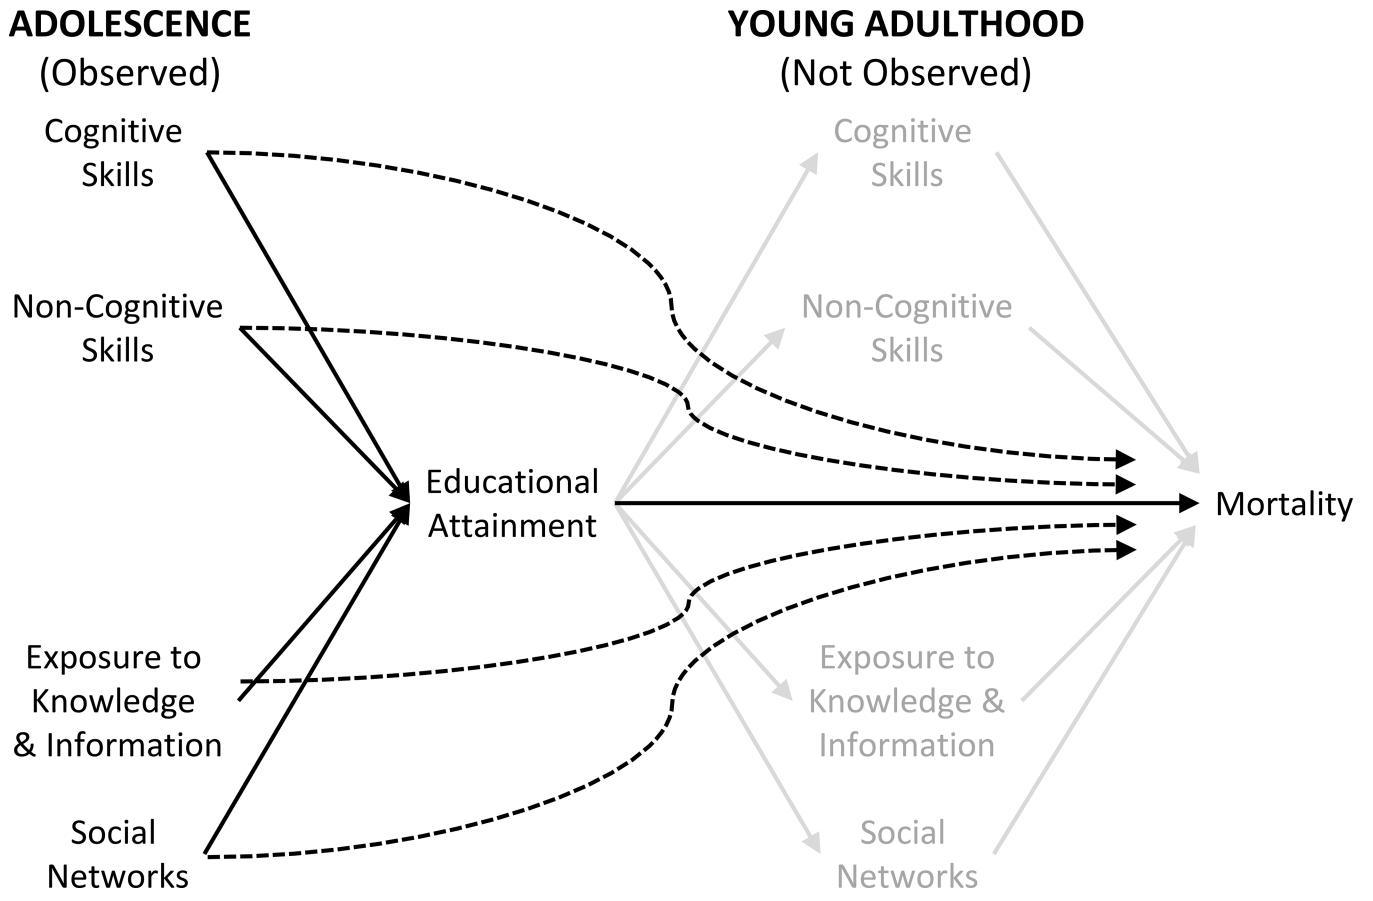 ADOLESCENCE
(Observed)
YOUNG ADULTHOOD
(Not Observed)
Cognitive
Skills
Cognitive
Skills
Non-Cognitive
Skills
Non-Cognitive
Skills
Educational
Attainment
Mortality
Exposure to
Knowledge
& Information
Exposure to
Knowledge &
Information
Social
Networks
Social
Networks